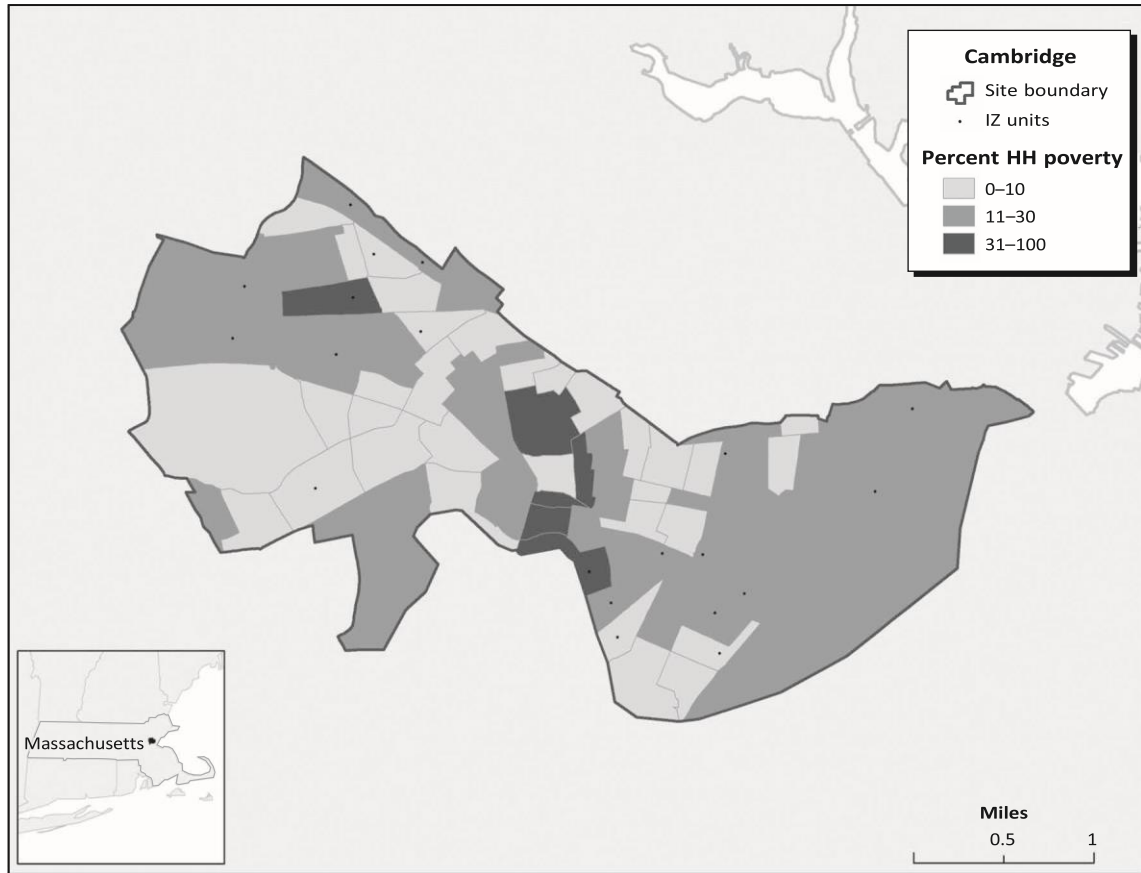 Cambridge
Site boundary
IZ units
Percent HH poverty
0–10
11–30
31–100
Massachusetts
Miles
0.5
1